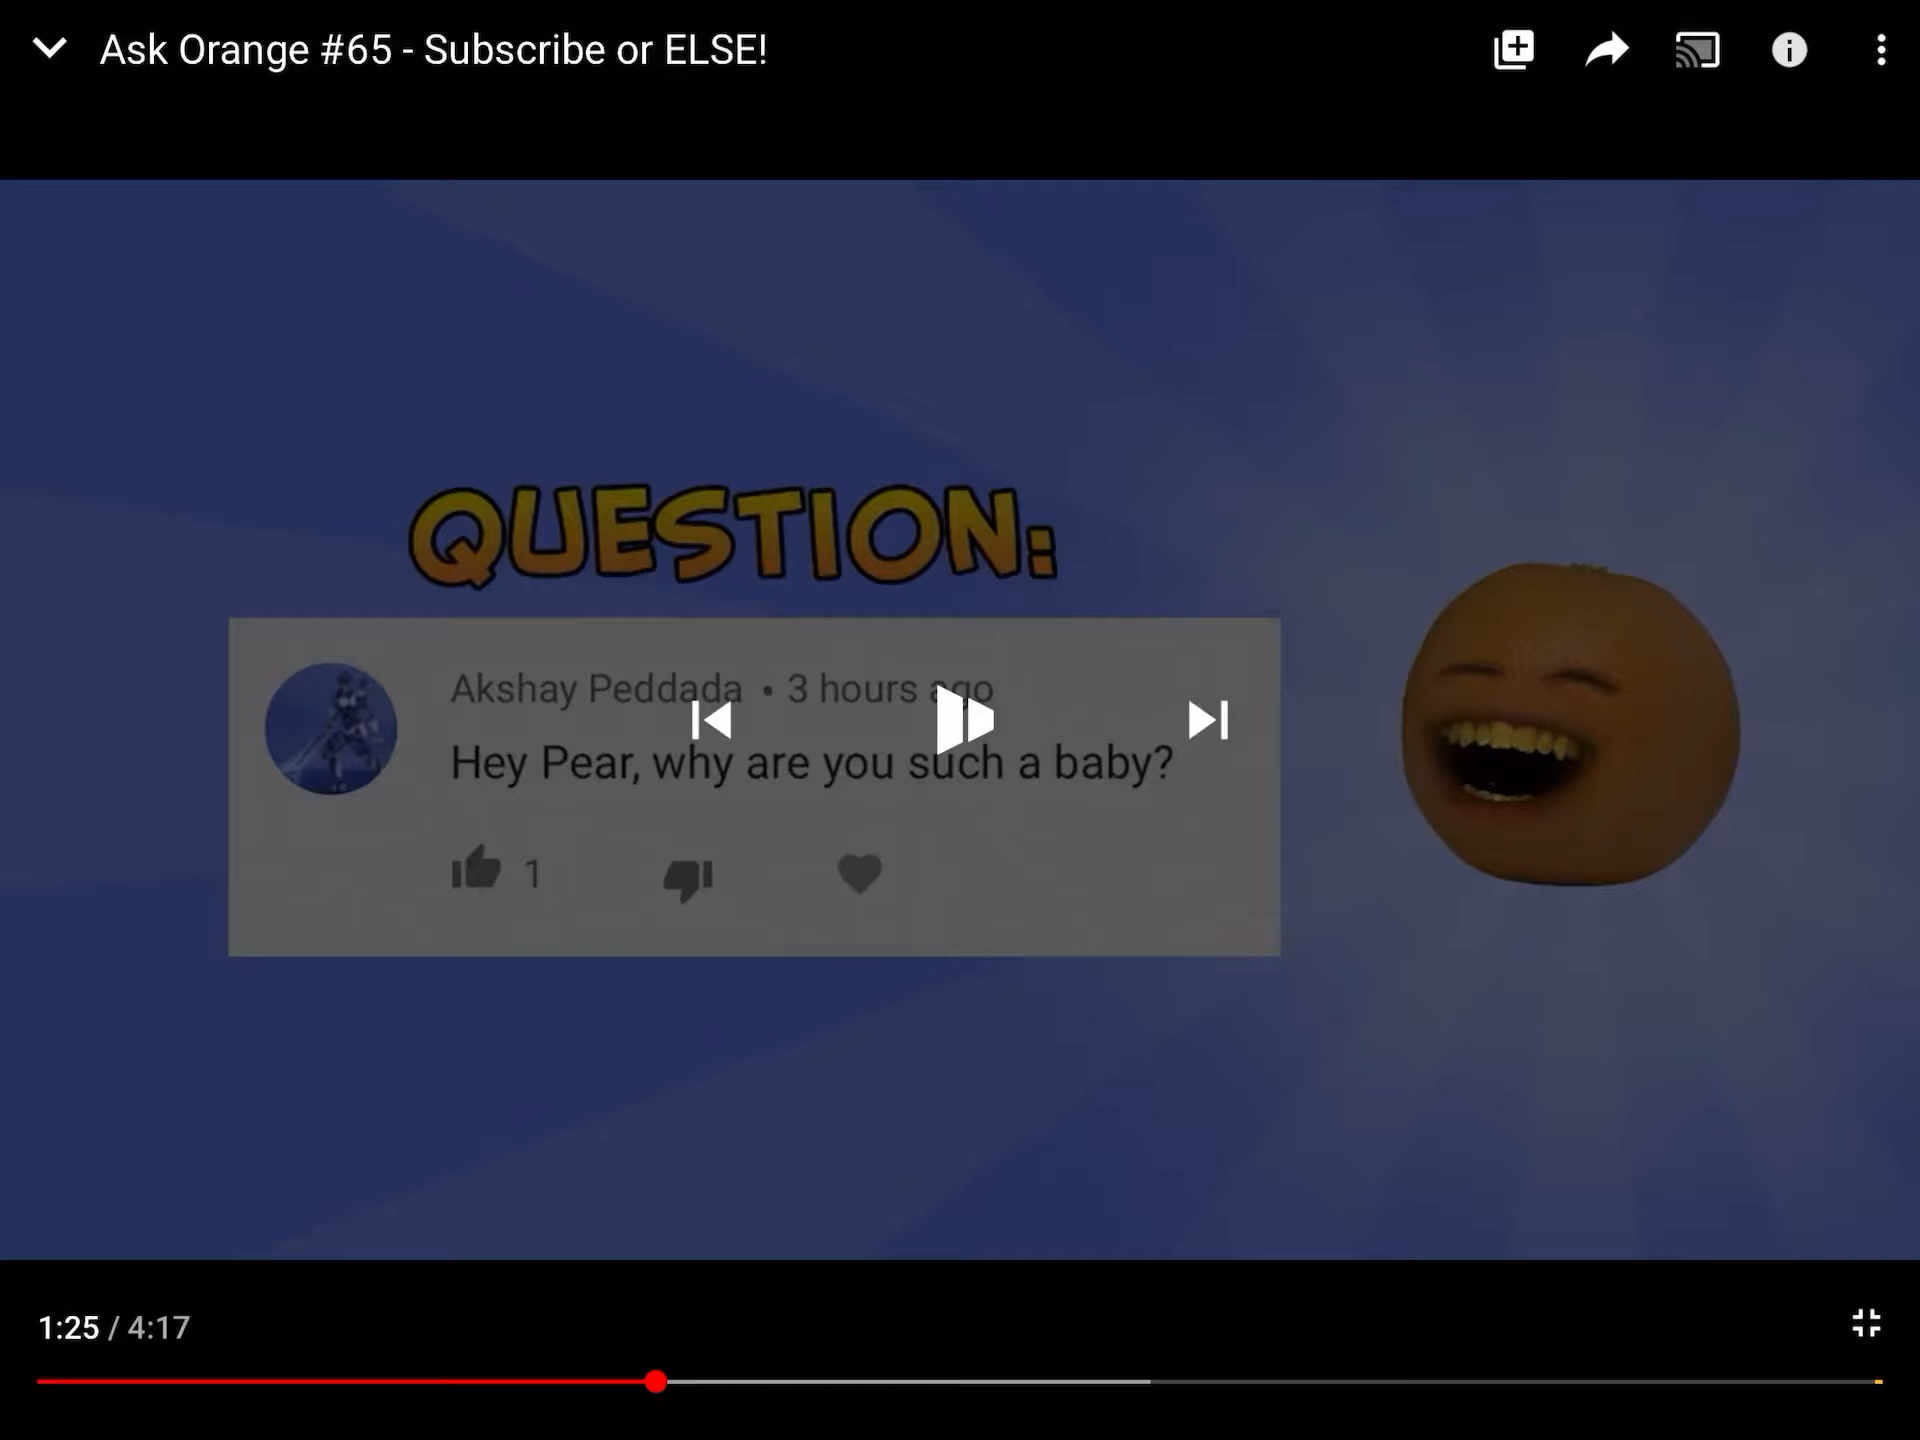 Ask Orange #65 - Subscribe or ELSE!
QUESTION:
Akshay Peddada • 3 hours ago
Hey Pear, why are you such a baby?
1
1:25 / 4:17